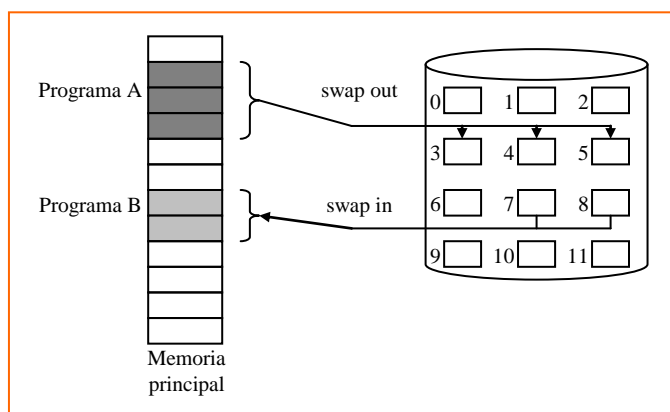 Programa A
swap out
0 1 2
3 4 5
Programa B
swap in
6 7 8
9 10 11
Memoria
principal